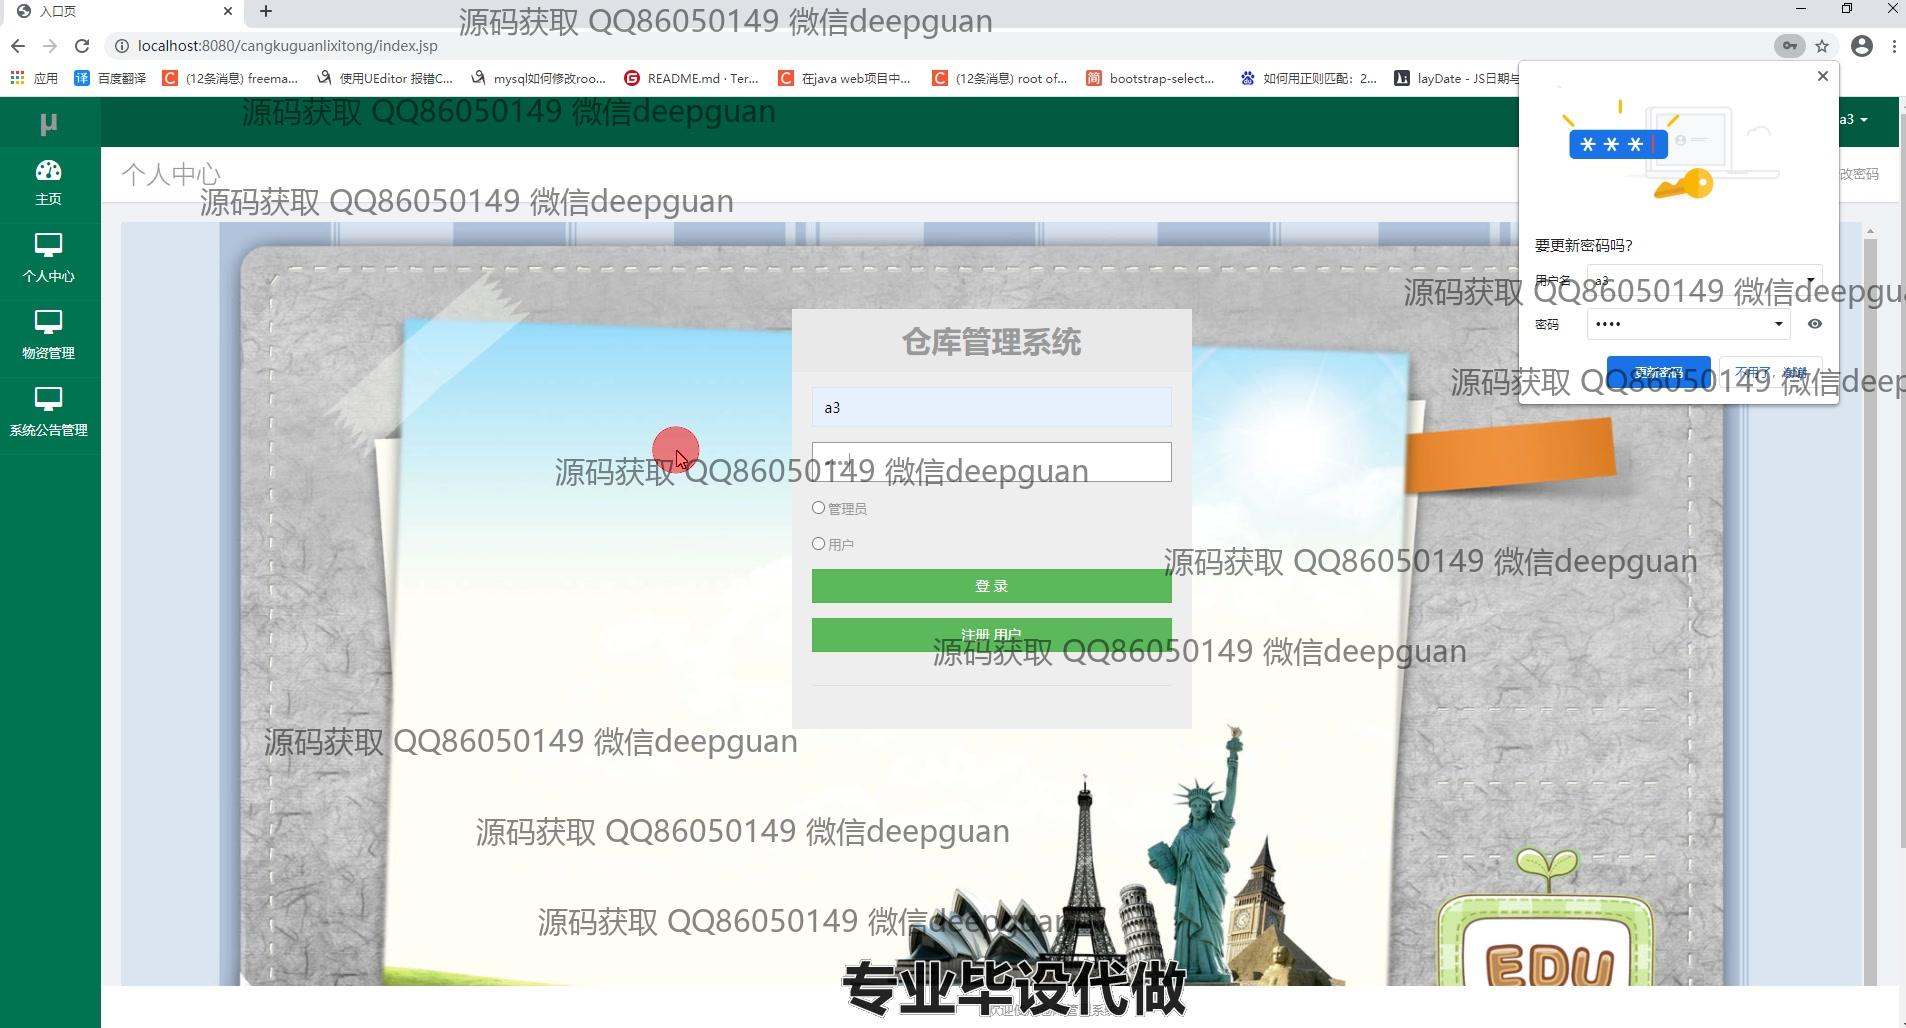 入口页
源码获取 QQ86050149 微信deepguan
localhost:8080/cangkuguanlixitong/index.jsp
应用
百度翻译
(12条消息) freema...
使用UEditor 报错C...
mysql如何修改roo...
README.md · Ter...
在java web项目中...
(12条消息) root of...
bootstrap-select...
如何用正则匹配：2...
layDate - JS日期与
源码获取 QQ86050149 微信deepguan
μ
a3
主页
个人中心
改密码
源码获取 QQ86050149 微信deepguan
个人中心
物资管理
系统公告管理
要更新密码吗?
用户名
a3
源码获取 QQ86050149 微信deepgu
密码
••••
更新密码
不用了，谢谢
源码获取 QQ86050149 微信deep
仓库管理系统
a3
源码获取 QQ86050149 微信deepguan
管理员
用户
源码获取 QQ86050149 微信deepguan
登 录
注册 用户
源码获取 QQ86050149 微信deepguan
源码获取 QQ86050149 微信deepguan
源码获取 QQ86050149 微信deepguan
源码获取 QQ86050149 微信deepguan
EDU
专业毕设代做